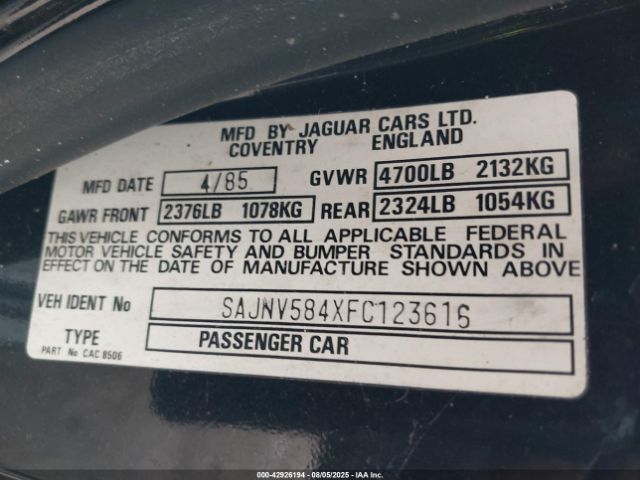 MFD BY JAGUAR CARS LTD.
COVENTRY ENGLAND
MFD DATE 4/85 GVWR 4700LB 2132KG
GAWR FRONT 2376LB 1078KG REAR 2324LB 1054KG
THIS VEHICLE CONFORMS TO ALL APPLICABLE FEDERAL
MOTOR VEHICLE SAFETY AND BUMPER STANDARDS IN
EFFECT ON THE DATE OF MANUFACTURE SHOWN ABOVE
VEH IDENT No SAJNV584XFC123616
TYPE PASSENGER CAR
PART No CAC 8506
000-42926194 - 08/05/2025 - IAA Inc.